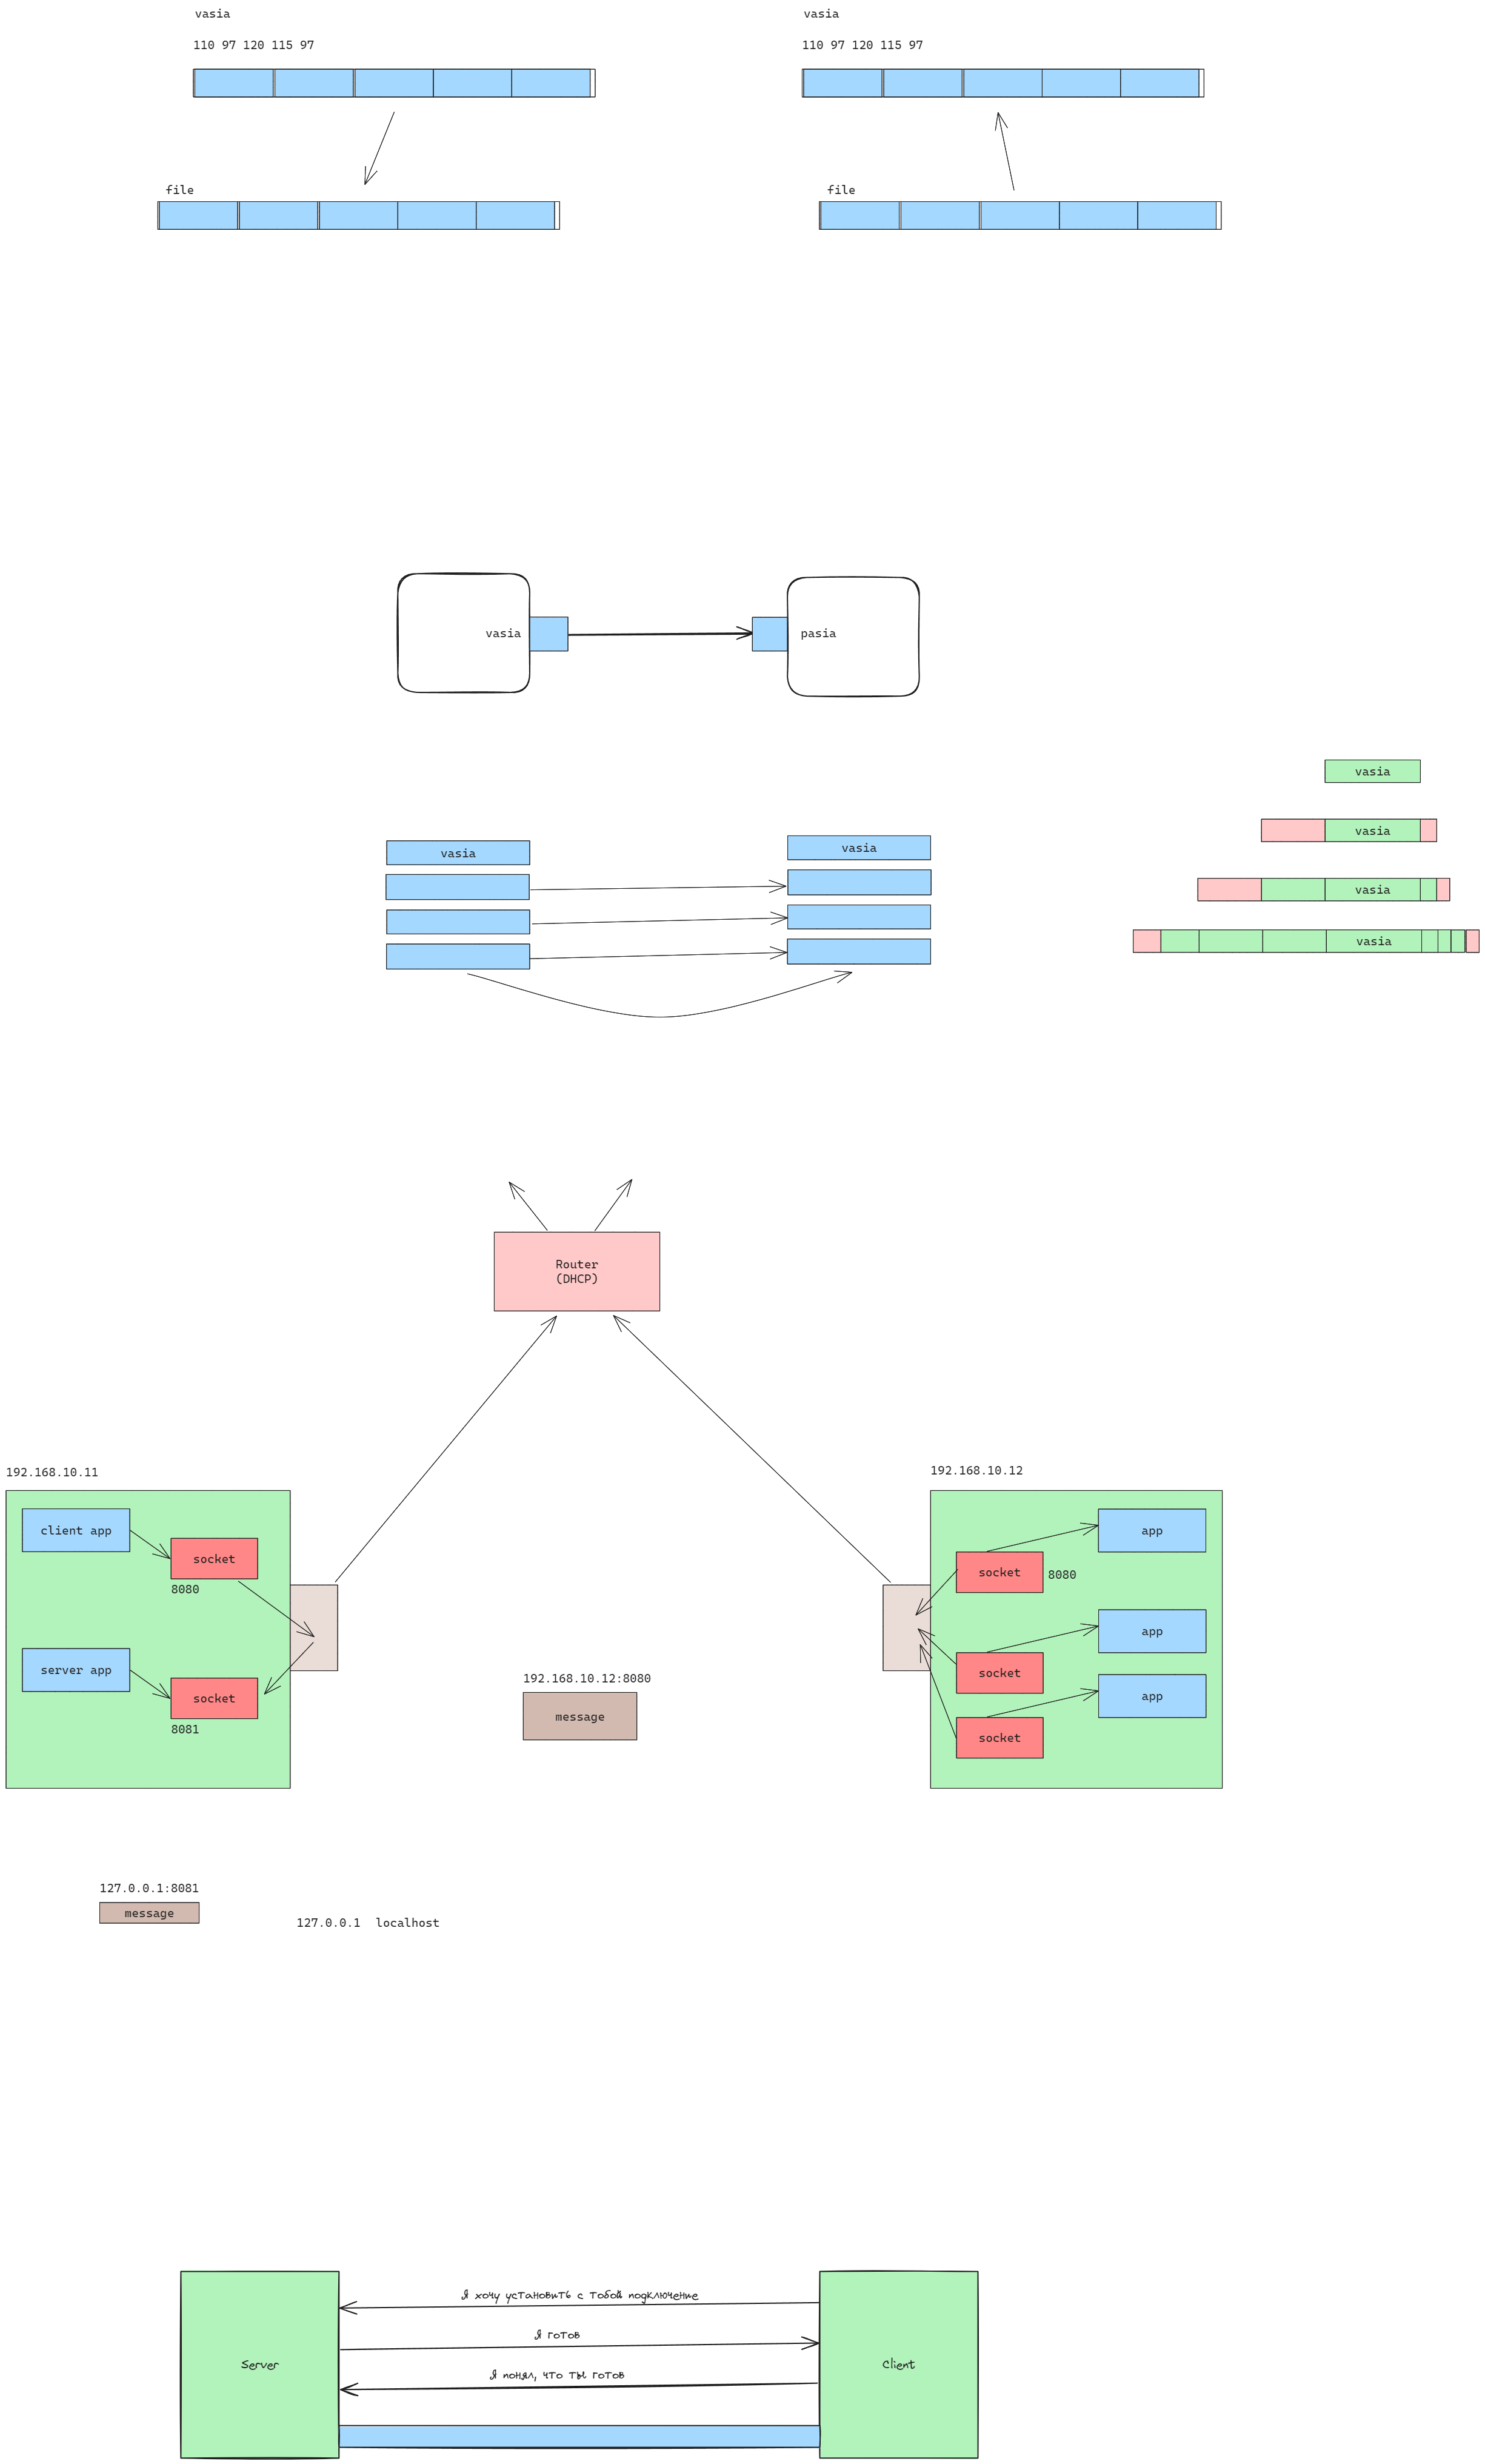 vasia
vasia
110 97 120 115 97
110 97 120 115 97
file
file
vasia
pasia
vasia
vasia
vasia
vasia
vasia
vasia
Router
(DHCP)
192.168.10.11
192.168.10.12
client app
app
socket
socket
8080
8080
app
server app
socket
socket
192.168.10.12:8080
app
8081
message
socket
127.0.0.1:8081
message
127.0.0.1 localhost
Я хочу установить с тобой подключение
Я готов
Server
Client
Я понял, что ты готов